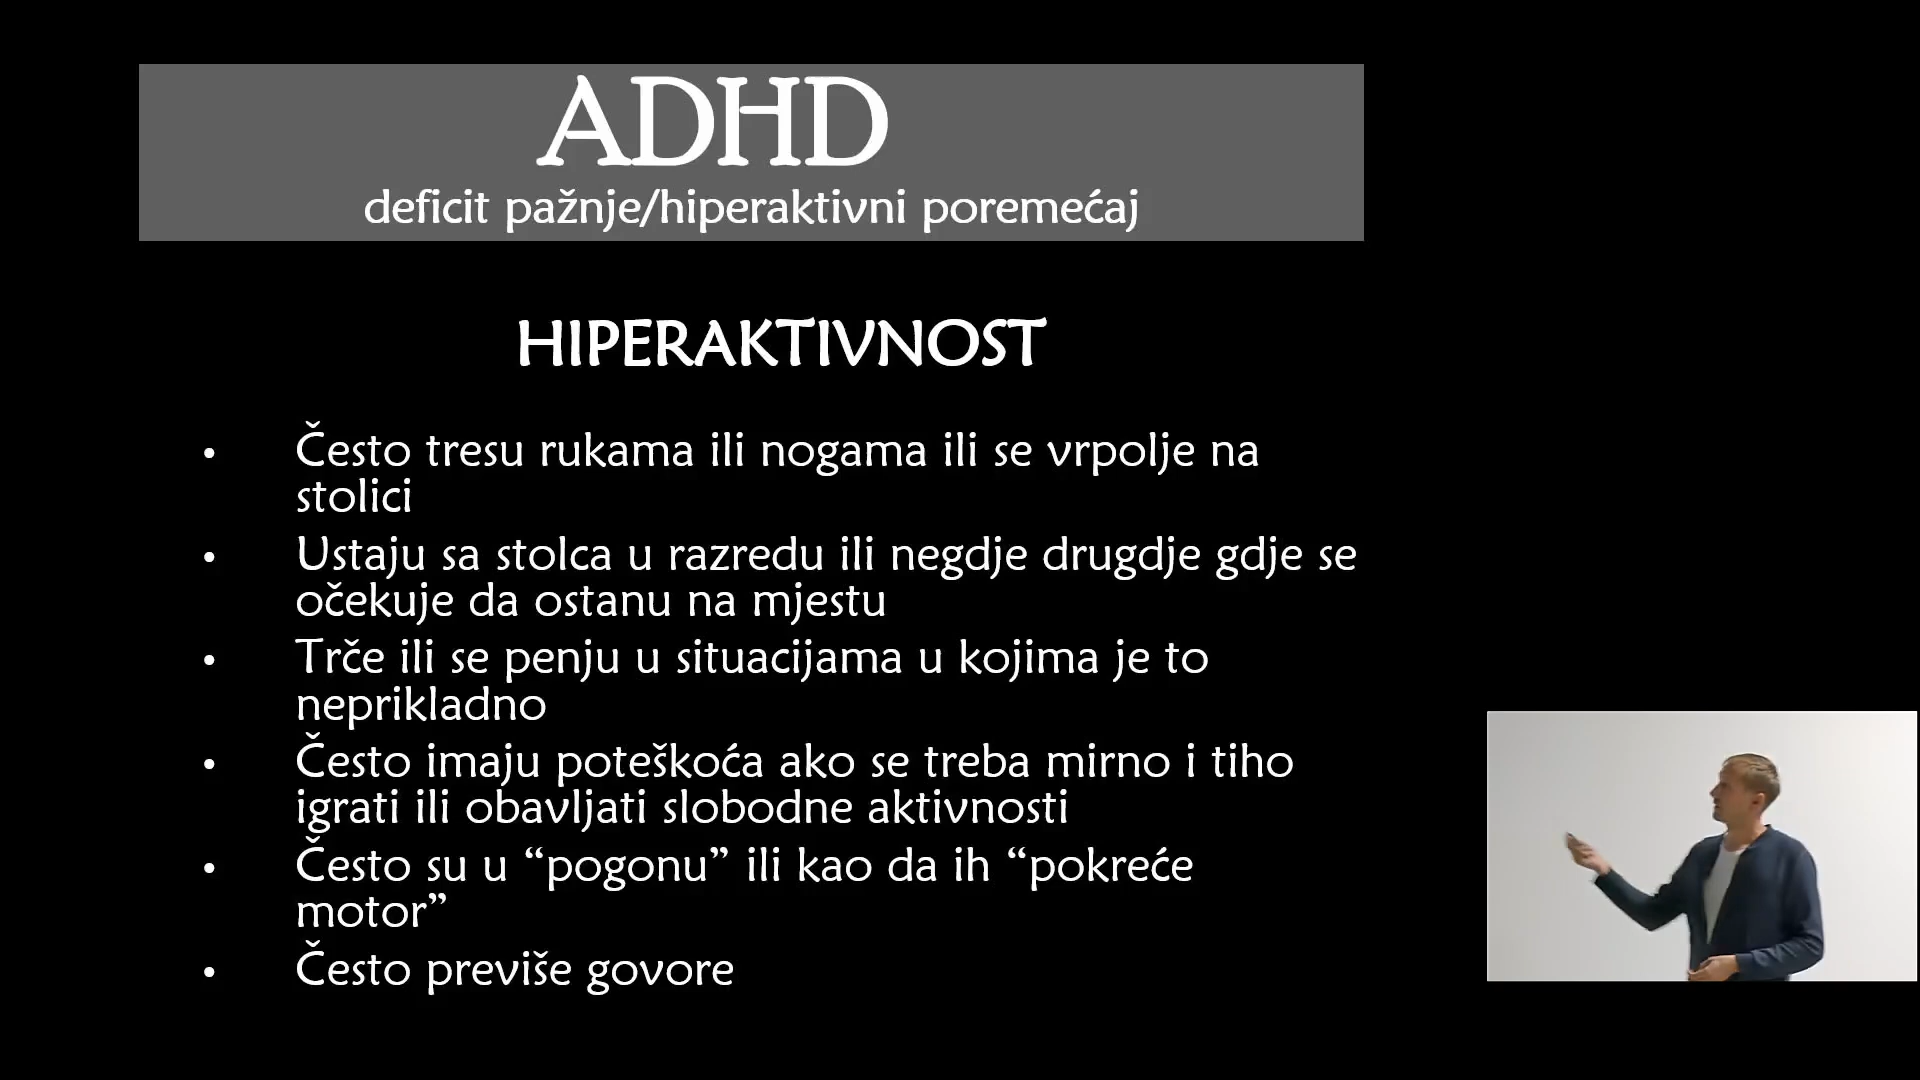 ADHD
deficit pažnje/hiperaktivni poremećaj
HIPERAKTIVNOST
• Često tresu rukama ili nogama ili se vrpolje na
stolici
• Ustaju sa stolca u razredu ili negdje drugdje gdje se
očekuje da ostanu na mjestu
• Trče ili se penju u situacijama u kojima je to
neprikladno
• Često imaju poteškoća ako se treba mirno i tiho
igrati ili obavljati slobodne aktivnosti
• Često su u “pogonu” ili kao da ih “pokreće
motor”
• Često previše govore